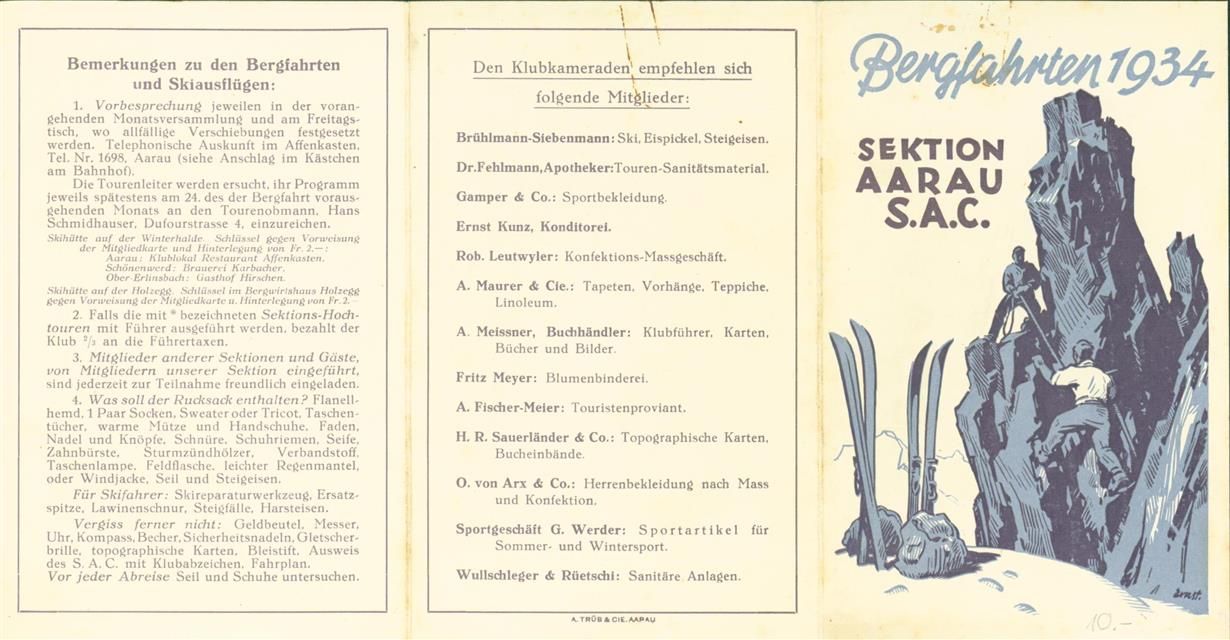 Bemerkungen zu den Bergfahrten
und Skiausflügen:
1. Vorbesprechung jeweilen in der voran-
gehenden Monatsversammlung und am Freitags-
tisch, wo allfällige Verschiebungen festgesetzt
werden. Telephonische Auskunft im Affenkasten,
Tel. Nr. 1698, Aarau (siehe Anschlag im Kästchen
am Bahnhof).
Die Tourenleiter werden ersucht, ihr Programm
jeweils spätestens am 24. des der Bergfahrt voraus-
gehenden Monats an den Tourenobmann, Hans
Schmidhauser, Dufourstrasse 4, einzureichen.
Skihütte auf der Winterhalde. Schlüssel gegen Vorweisung
der Mitgliedkarte und Hinterlegung von Fr. 2.—:
Aarau: Klublokal Restaurant Affenkasten.
Schönenwerd: Brauerei Karbacher.
Ober-Erlinsbach: Gasthof Hirschen.
Skihütte auf der Holzegg. Schlüssel im Bergwirtshaus Holzegg
gegen Vorweisung der Mitgliedkarte u. Hinterlegung von Fr. 2.—
2. Falls die mit * bezeichneten Sektions-Hoch-
touren mit Führer ausgeführt werden, bezahlt der
Klub 2/3 an die Führertaxen.
3. Mitglieder anderer Sektionen und Gäste,
von Mitgliedern unserer Sektion eingeführt,
sind jederzeit zur Teilnahme freundlich eingeladen.
4. Was soll der Rucksack enthalten? Flanell-
hemd, 1 Paar Socken, Sweater oder Tricot, Taschen-
tücher, warme Mütze und Handschuhe. Faden,
Nadel und Knöpfe, Schnüre, Schuhriemen, Seife,
Zahnbürste, Sturmzündhölzer, Verbandstoff,
Taschenlampe, Feldflasche, leichter Regenmantel,
oder Windjacke, Seil und Steigeisen.
Für Skifahrer: Skireparaturwerkzeug, Ersatz-
spitze, Lawinenschnur, Steigfälle, Harsteisen.
Vergiss ferner nicht: Geldbeutel, Messer,
Uhr, Kompass, Becher, Sicherheitsnadeln, Gletscher-
brille, topographische Karten, Bleistift, Ausweis
des S. A. C. mit Klubabzeichen, Fahrplan.
Vor jeder Abreise Seil und Schuhe untersuchen.
Den Klubkameraden empfehlen sich
folgende Mitglieder:
Brühlmann-Siebenmann: Ski, Eispickel, Steigeisen.
Dr. Fehlmann, Apotheker: Touren-Sanitätsmaterial.
Gamper & Co.: Sportbekleidung.
Ernst Kunz, Konditorei.
Rob. Leutwyler: Konfektions-Massgeschäft.
A. Maurer & Cie.: Tapeten, Vorhänge, Teppiche,
Linoleum.
A. Meissner, Buchhändler: Klubführer, Karten,
Bücher und Bilder.
Fritz Meyer: Blumenbinderei.
A. Fischer-Meier: Touristenproviant.
H. R. Sauerländer & Co.: Topographische Karten,
Bucheinbände.
O. von Arx & Co.: Herrenbekleidung nach Mass
und Konfektion.
Sportgeschäft G. Werder: Sportartikel für
Sommer- und Wintersport.
Wullschleger & Rüetschi: Sanitäre Anlagen.
A. TRÜB & CIE. AARAU
Bergfahrten 1934
SEKTION
AARAU
S.A.C.
ernst.
10.-